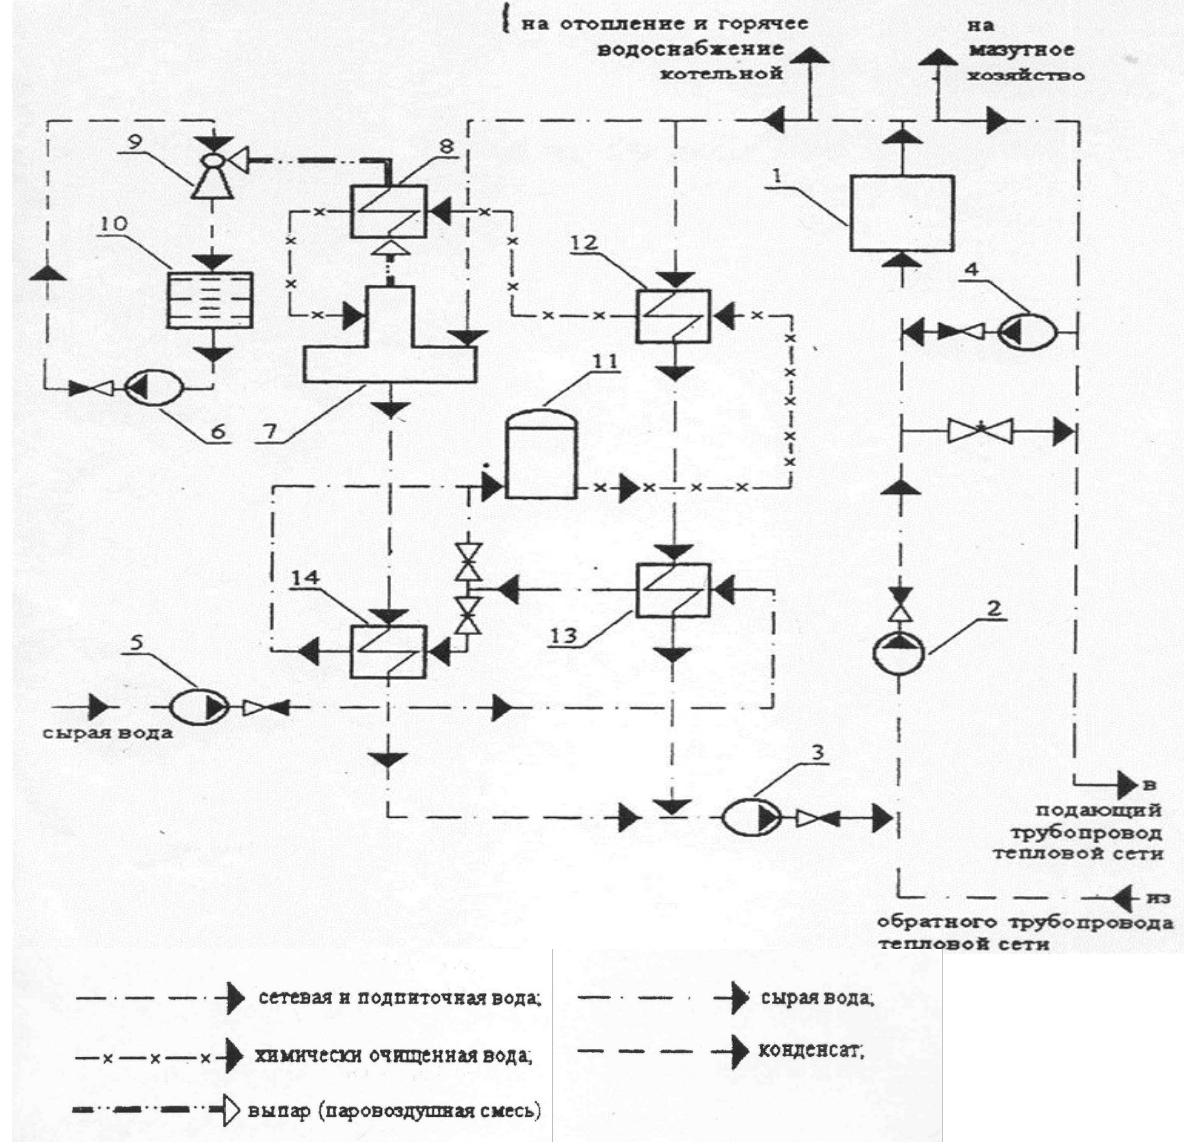 на отопление и горячее
водоснабжение
котельной
на
мазутное
хозяйство
9
8
1
10
12
4
11
6
7
14
13
2
5
сырая вода
3
в
подающий
трубопровод
тепловой сети
из
обратного трубопровода
тепловой сети
сетевая и подпиточная вода;
сырая вода;
химически очищенная вода;
конденсат;
выпар (паровоздушная смесь)